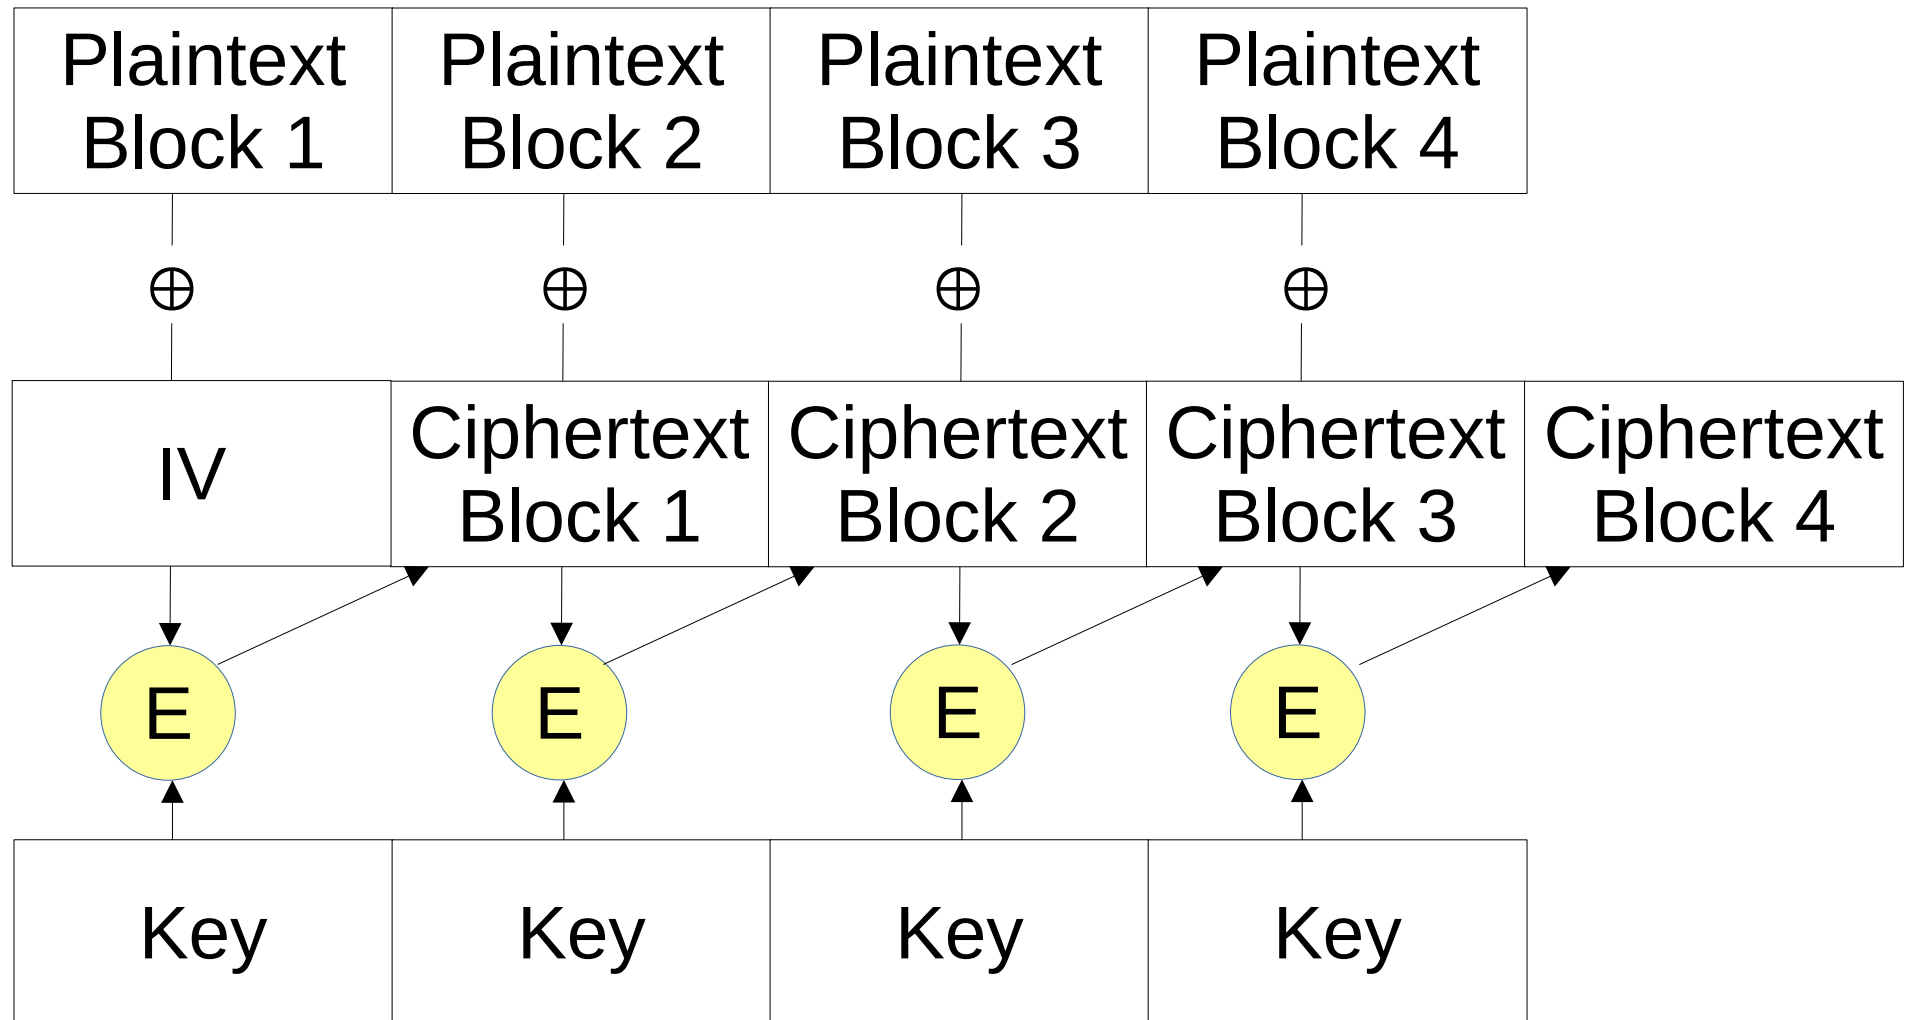 Plaintext
Block 1
Plaintext
Block 2
Plaintext
Block 3
Plaintext
Block 4
⊕ ⊕ ⊕ ⊕
IV
Ciphertext
Block 1
Ciphertext
Block 2
Ciphertext
Block 3
Ciphertext
Block 4
E E E E
Key Key Key Key